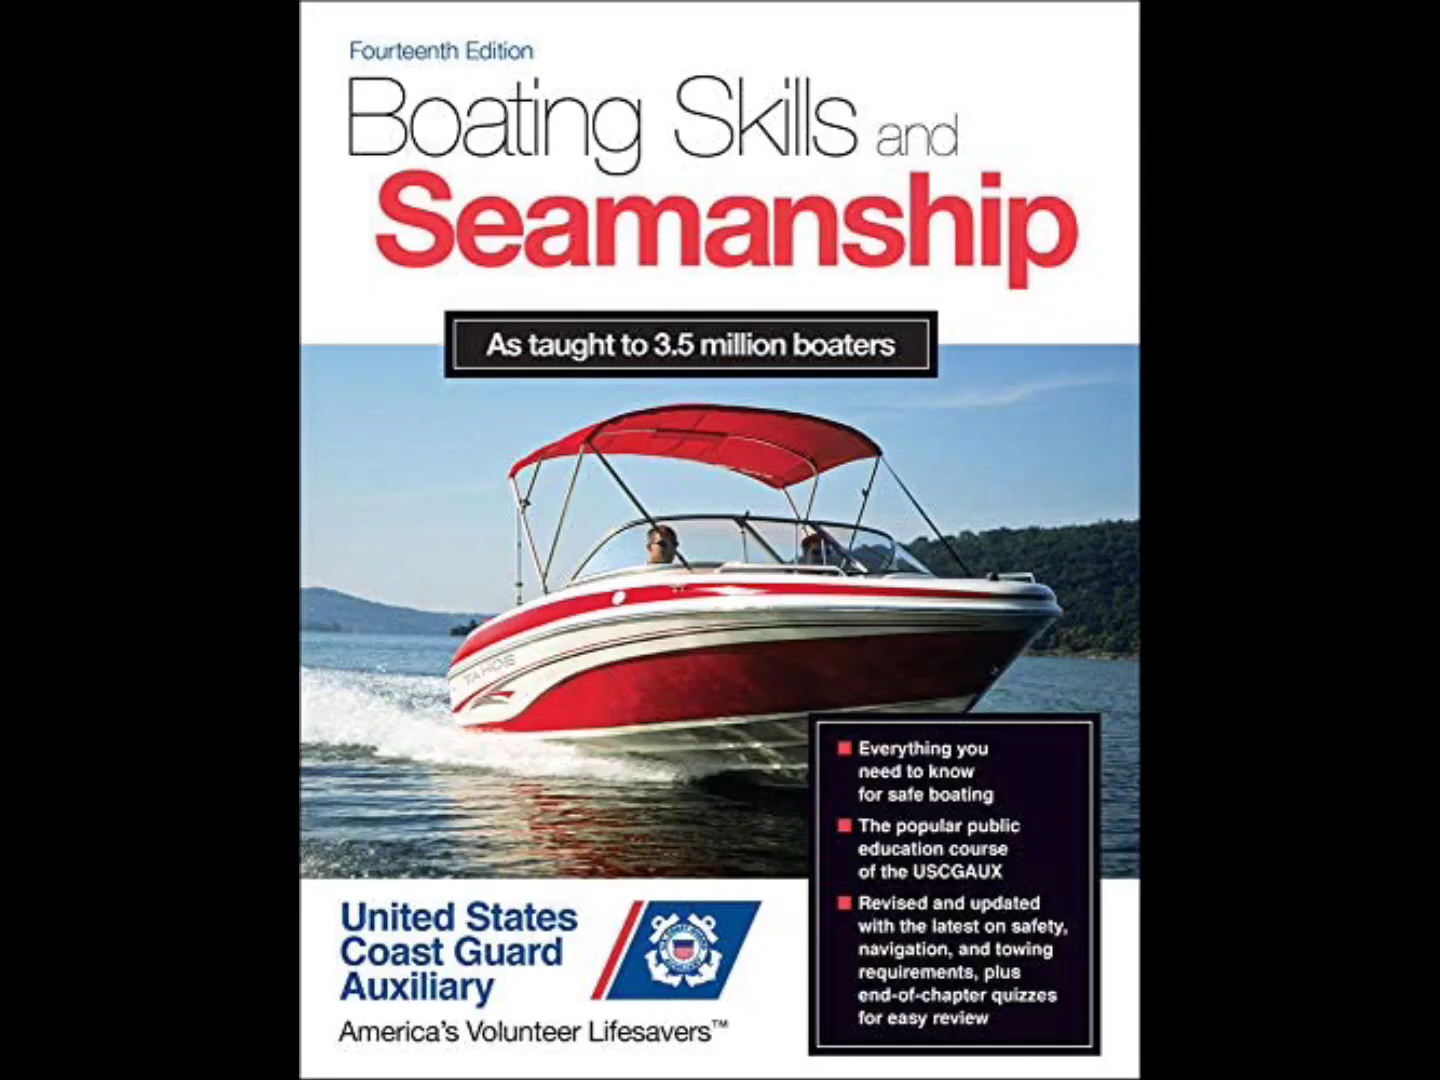 Fourteenth Edition
Boating Skills and
Seamanship
As taught to 3.5 million boaters
TAHOE
Everything you
need to know
for safe boating
The popular public
education course
of the USCGAUX
Revised and updated
with the latest on safety,
navigation, and towing
requirements, plus
end-of-chapter quizzes
for easy review
United States
Coast Guard
Auxiliary
America's Volunteer Lifesavers™